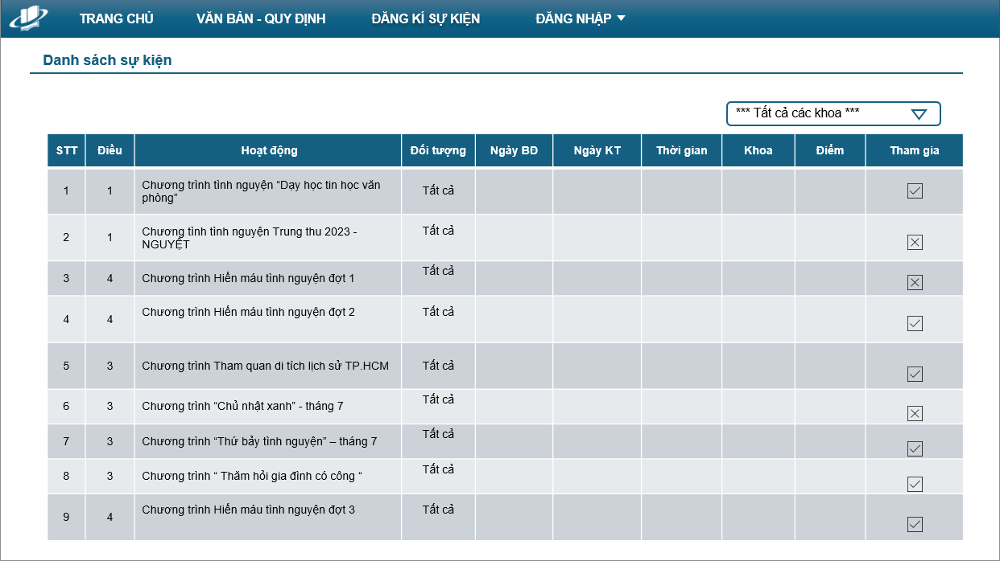 TRANG CHỦ VĂN BẢN - QUY ĐỊNH ĐĂNG KÍ SỰ KIỆN ĐĂNG NHẬP
Danh sách sự kiện
*** Tất cả các khoa ***
STT Điều Hoạt động Đối tượng Ngày BĐ Ngày KT Thời gian Khoa Điểm Tham gia
1 1 Chương trình tình nguyện “Dạy học tin học văn
phòng” Tất cả
2 1 Chương tình tình nguyện Trung thu 2023 -
NGUYỆT Tất cả
3 4 Chương trình Hiến máu tình nguyện đợt 1 Tất cả
4 4 Chương trình Hiến máu tình nguyện đợt 2 Tất cả
5 3 Chương trình Tham quan di tích lịch sử TP.HCM Tất cả
6 3 Chương trình “Chủ nhật xanh” - tháng 7 Tất cả
7 3 Chương trình “Thứ bảy tình nguyện” – tháng 7 Tất cả
8 3 Chương trình “ Thăm hỏi gia đình có công “ Tất cả
9 4 Chương trình Hiến máu tình nguyện đợt 3 Tất cả